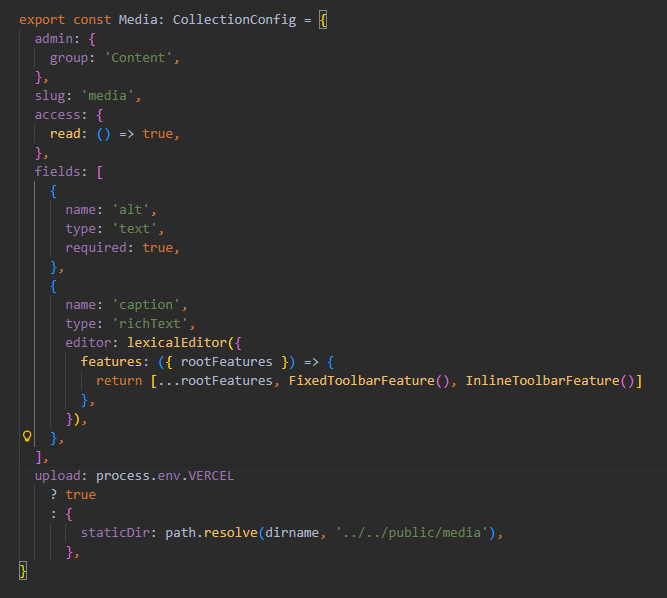 export const Media: CollectionConfig = {
  admin: {
    group: 'Content',
  },
  slug: 'media',
  access: {
    read: () => true,
  },
  fields: [
    {
      name: 'alt',
      type: 'text',
      required: true,
    },
    {
      name: 'caption',
      type: 'richText',
      editor: lexicalEditor({
        features: ({ rootFeatures }) => {
          return [...rootFeatures, FixedToolbarFeature(), InlineToolbarFeature()]
        },
      }),
    },
  ],
  upload: process.env.VERCEL
    ? true
    : {
        staticDir: path.resolve(dirname, '../../public/media'),
      },
}